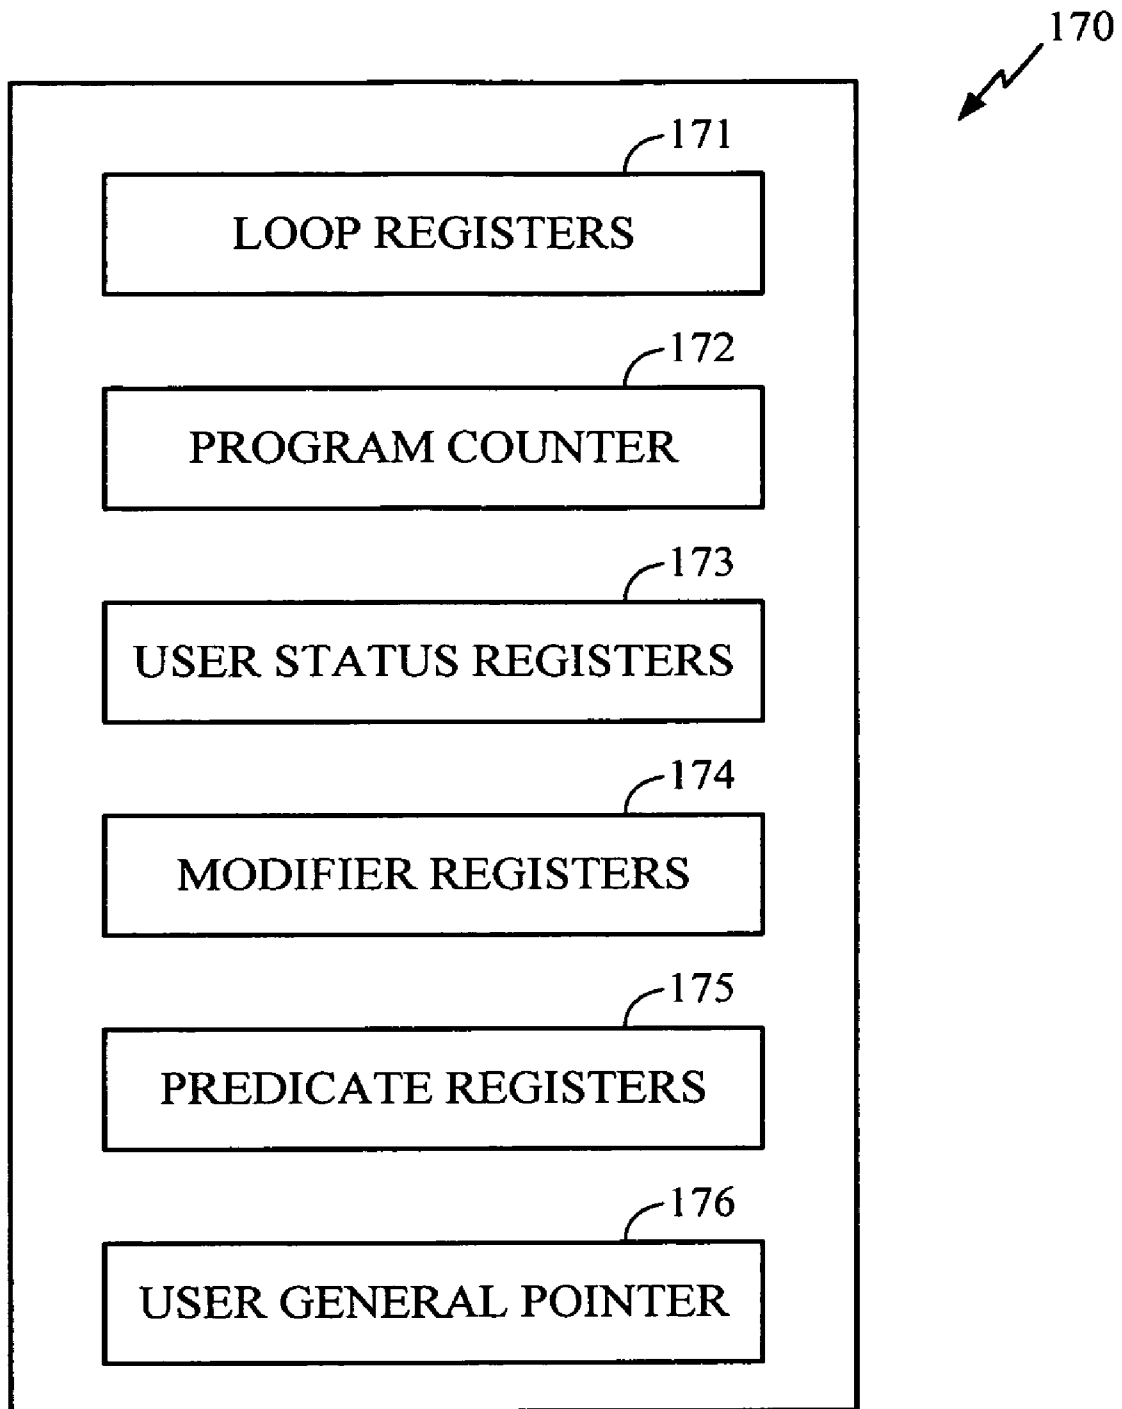 170
171
LOOP REGISTERS
172
PROGRAM COUNTER
173
USER STATUS REGISTERS
174
MODIFIER REGISTERS
175
PREDICATE REGISTERS
176
USER GENERAL POINTER